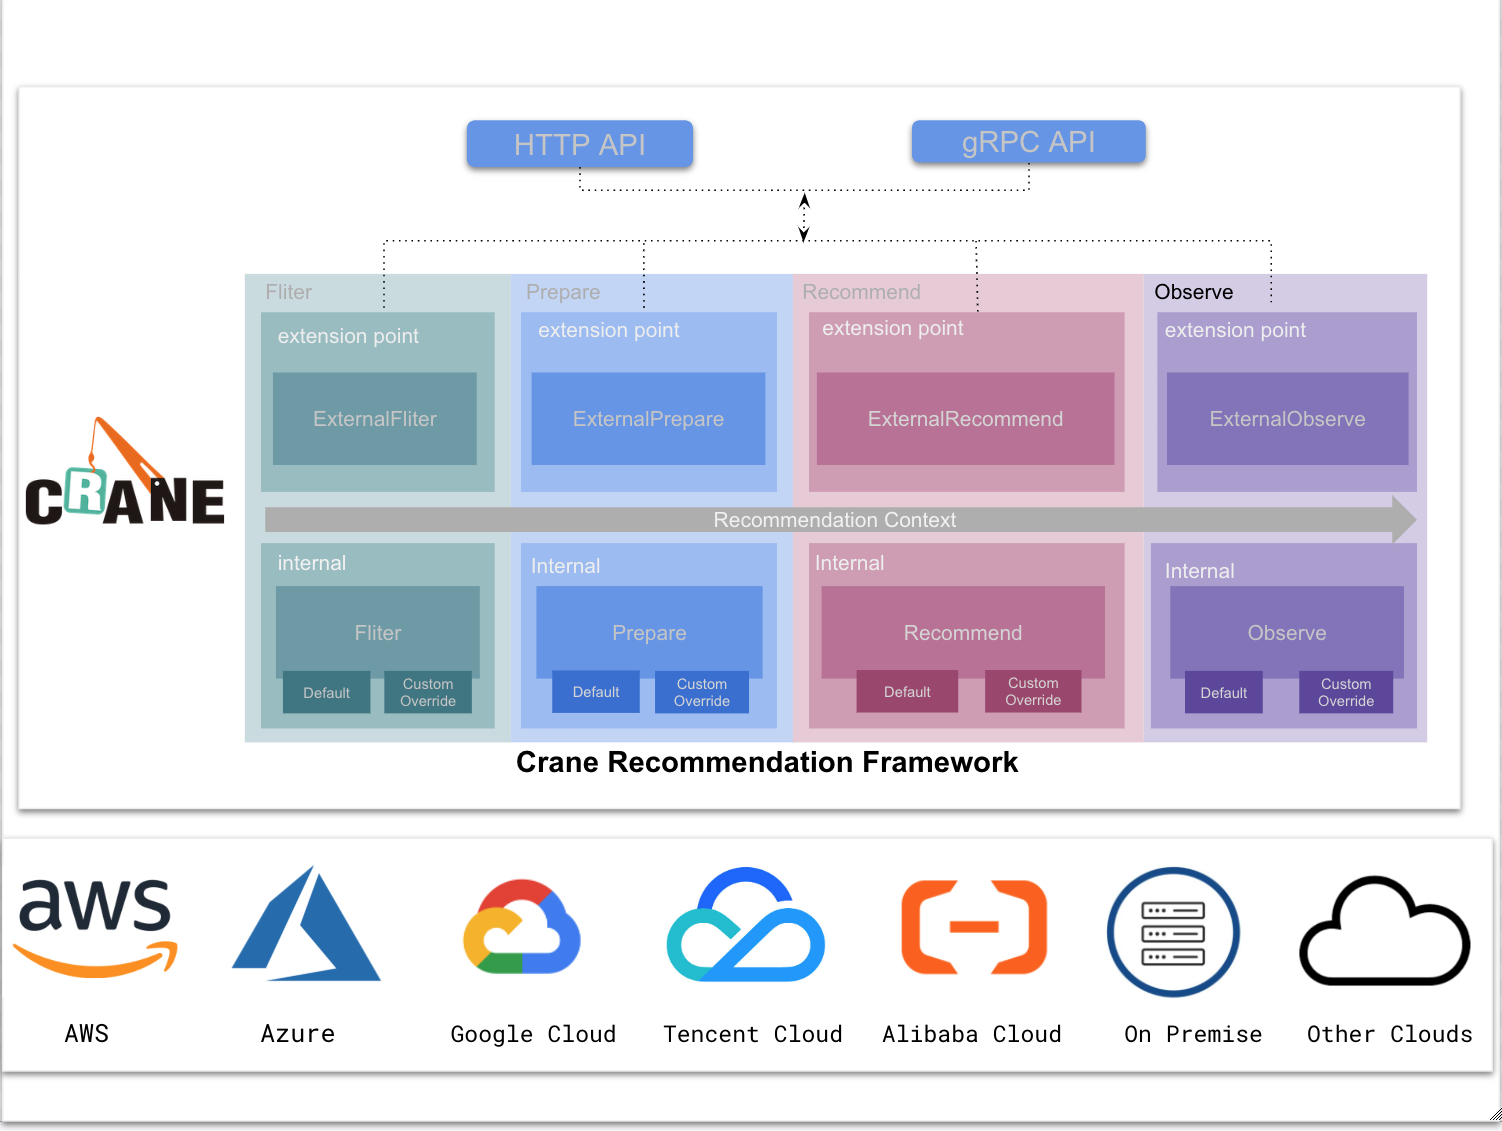 HTTP API
gRPC API
Fliter
Prepare
Recommend
Observe
extension point
extension point
extension point
extension point
ExternalFliter
ExternalPrepare
ExternalRecommend
ExternalObserve
CRANE
Recommendation Context
internal
Internal
Internal
Internal
Fliter
Prepare
Recommend
Observe
Default
Custom
Override
Default
Custom
Override
Default
Custom
Override
Default
Custom
Override
Crane Recommendation Framework
aws
AWS
Azure
Google Cloud
Tencent Cloud
Alibaba Cloud
On Premise
Other Clouds